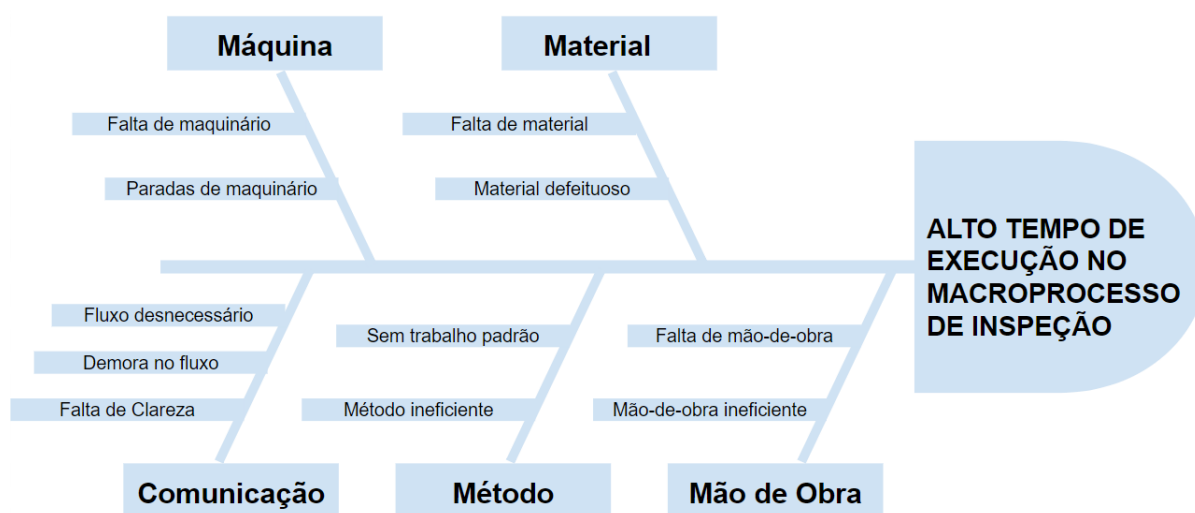 Máquina
Material
Falta de maquinário
Falta de material
Paradas de maquinário
Material defeituoso
ALTO TEMPO DE
EXECUÇÃO NO
MACROPROCESSO
DE INSPEÇÃO
Fluxo desnecessário
Sem trabalho padrão
Falta de mão-de-obra
Demora no fluxo
Falta de Clareza
Método ineficiente
Mão-de-obra ineficiente
Comunicação
Método
Mão de Obra